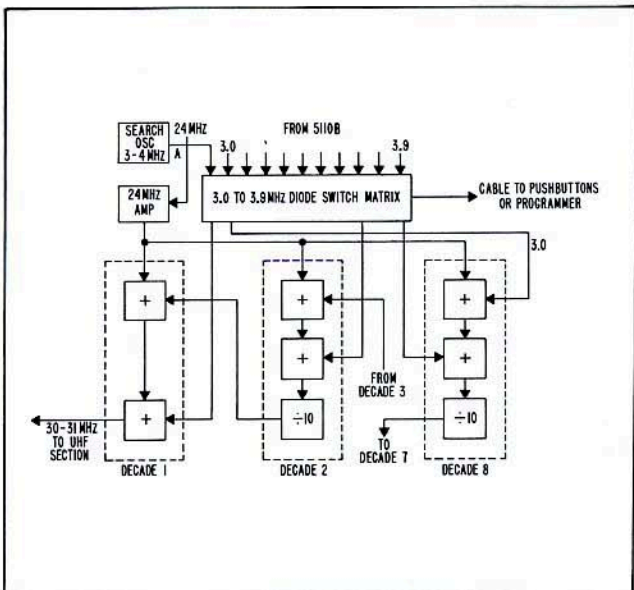 SEARCH
OSC
3-4 MHZ
24 MHZ
A
FROM 5110B
3.0
3.9
24 MHZ
AMP
3.0 TO 3.9 MHZ DIODE SWITCH MATRIX
CABLE TO PUSHBUTTONS
OR PROGRAMMER
3.0
+
+
+
+
+
+
FROM
DECADE 3
÷10
÷10
30-31 MHZ
TO UHF
SECTION
TO
DECADE 7
DECADE 1
DECADE 2
DECADE 8